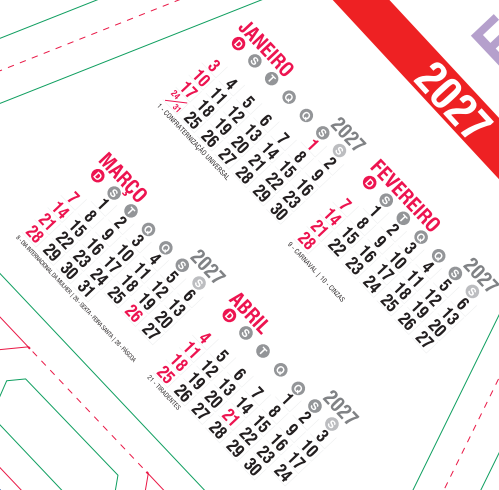 2027
JANEIRO 2027
D S T Q Q S S
1 2
3 4 5 6 7 8 9
10 11 12 13 14 15 16
17 18 19 20 21 22 23
24/31 25 26 27 28 29 30
1 - CONFRATERNIZAÇÃO UNIVERSAL
FEVEREIRO 2027
D S T Q Q S S
1 2 3 4 5 6
7 8 9 10 11 12 13
14 15 16 17 18 19 20
21 22 23 24 25 26 27
28
9 - CARNAVAL | 10 - CINZAS
MARÇO 2027
D S T Q Q S S
1 2 3 4 5 6
7 8 9 10 11 12 13
14 15 16 17 18 19 20
21 22 23 24 25 26 27
28 29 30 31
8 - DIA INTERNACIONAL DA MULHER | 26 - SEXTA - FEIRA SANTA | 28 - PÁSCOA
ABRIL 2027
D S T Q Q S S
1 2 3
4 5 6 7 8 9 10
11 12 13 14 15 16 17
18 19 20 21 22 23 24
25 26 27 28 29 30
21 - TIRADENTES